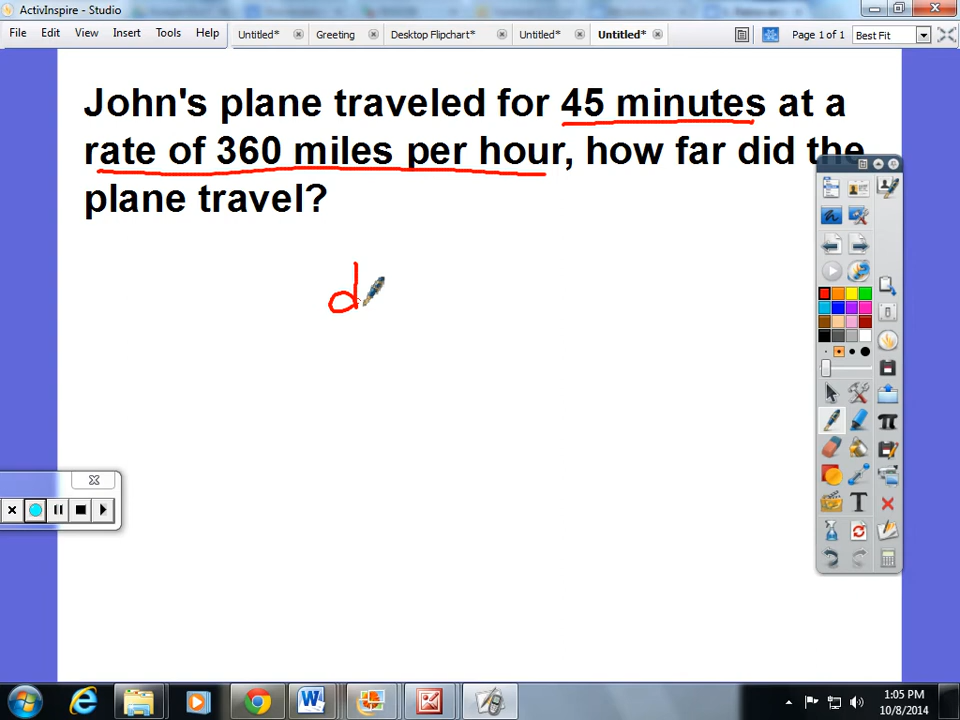 ActivInspire - Studio
File Edit View Insert Tools Help Untitled* Greeting Desktop Flipchart* Untitled* Untitled* Page 1 of 1 Best Fit
John's plane traveled for 45 minutes at a
rate of 360 miles per hour, how far did the
plane travel?
d
1:05 PM
10/8/2014